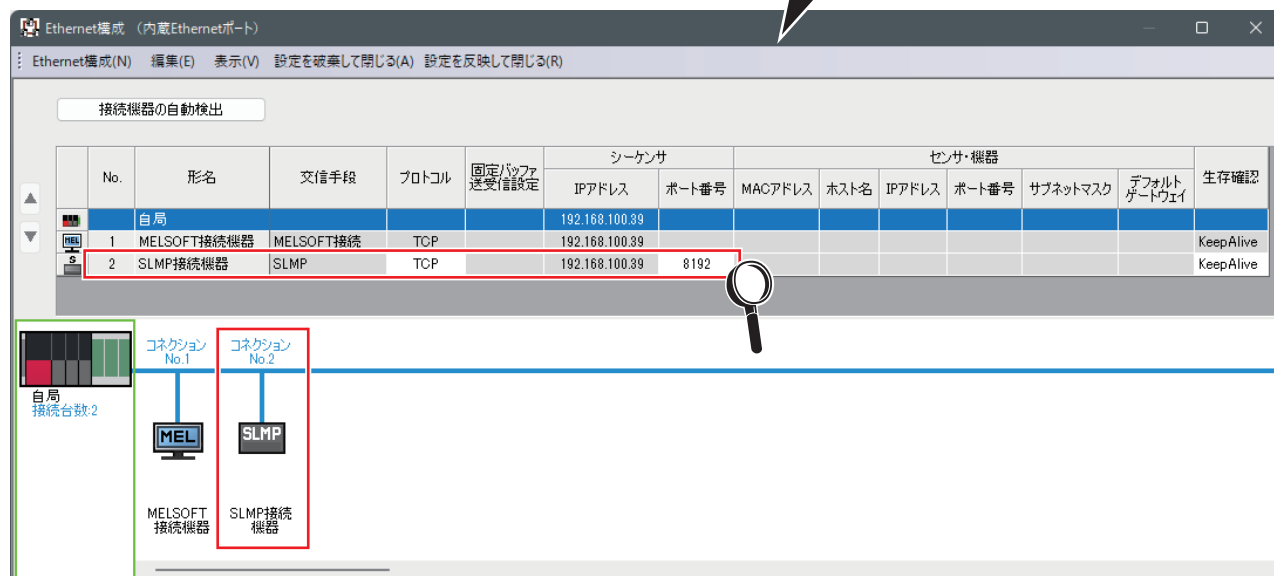 Ethernet構成 (内蔵Ethernetポート)
Ethernet構成(N) 編集(E) 表示(V) 設定を破棄して閉じる(A) 設定を反映して閉じる(R)
接続機器の自動検出
No. 形名 交信手段 プロトコル 固定バッファ送受信設定 シーケンサ センサ・機器 生存確認
IPアドレス ポート番号 MACアドレス ホスト名 IPアドレス ポート番号 サブネットマスク デフォルトゲートウェイ
自局 192.168.100.39
MEL 1 MELSOFT接続機器 MELSOFT接続 TCP 192.168.100.39 KeepAlive
S 2 SLMP接続機器 SLMP TCP 192.168.100.39 8192 KeepAlive
コネクション No.1
コネクション No.2
自局
接続台数:2
MEL
SLMP
MELSOFT
接続機器
SLMP接続
機器